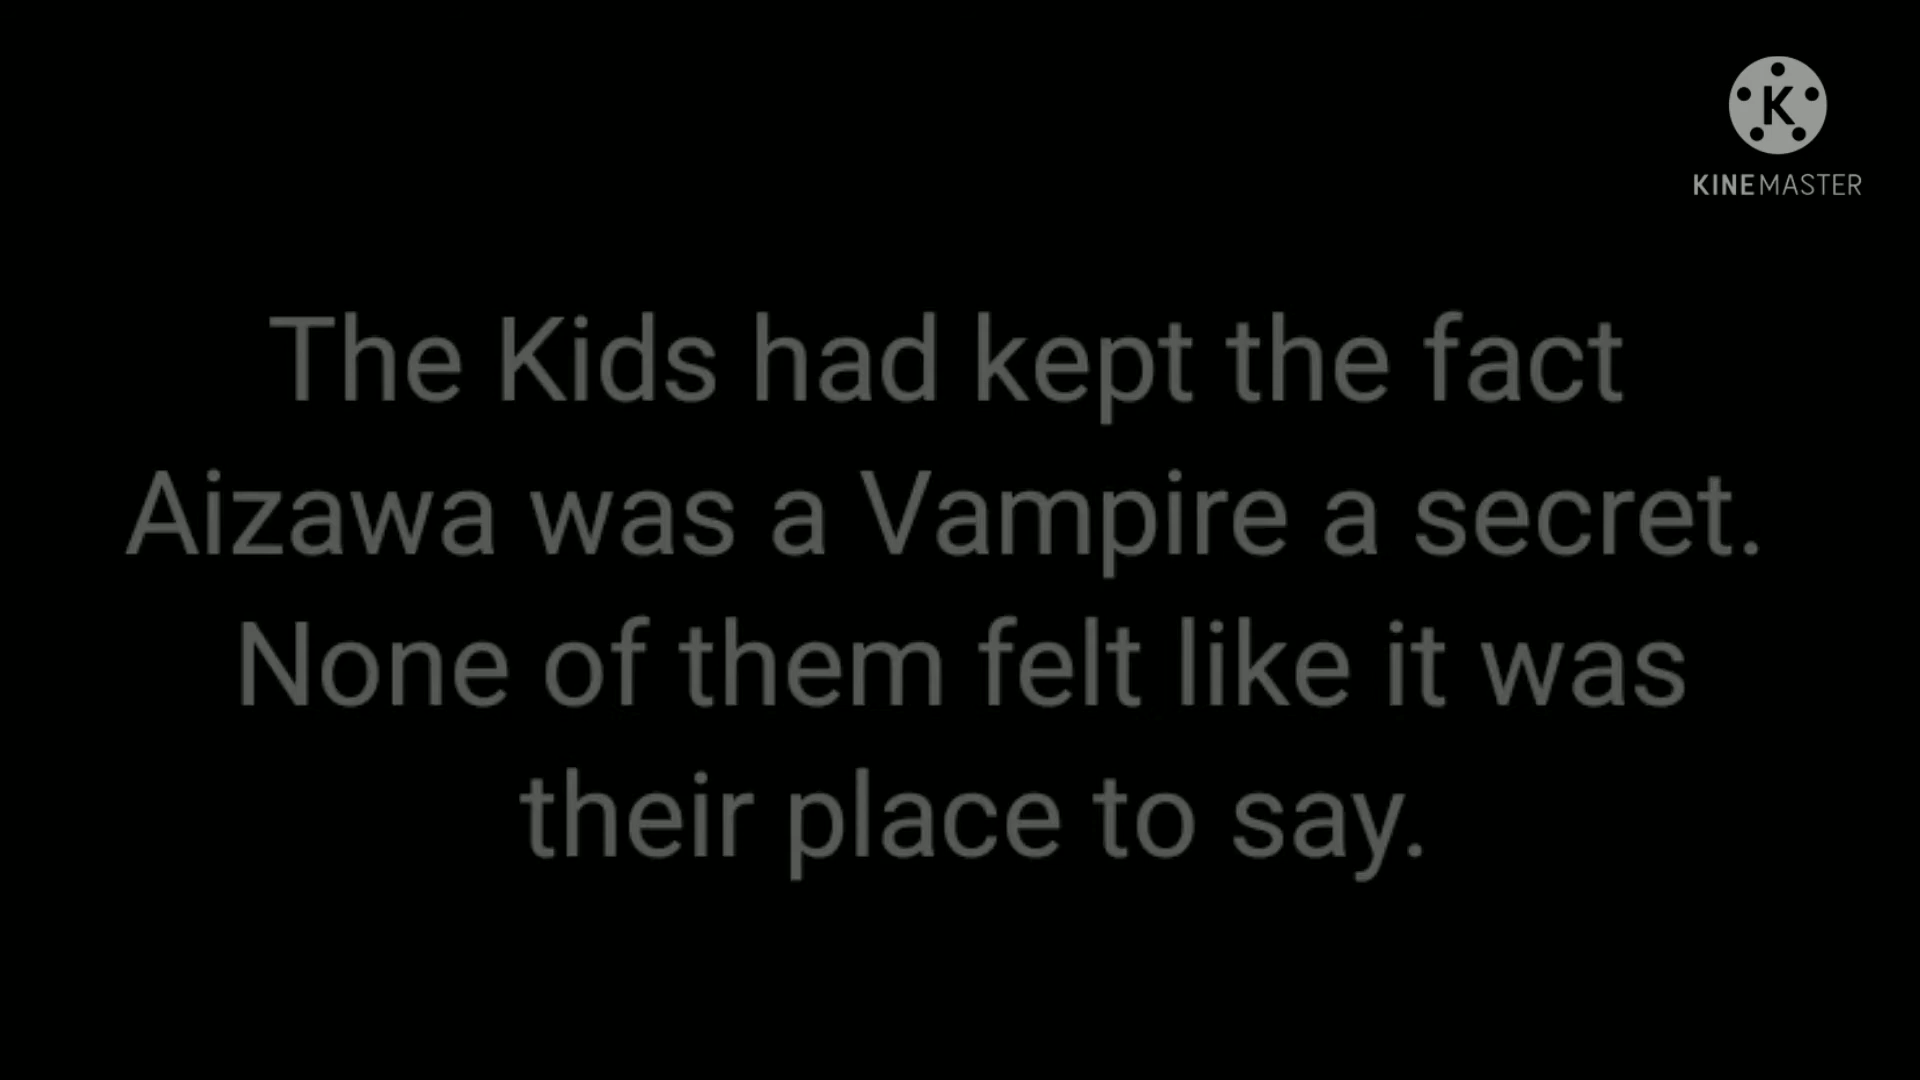 K
KINEMASTER
The Kids had kept the fact
Aizawa was a Vampire a secret.
None of them felt like it was
their place to say.